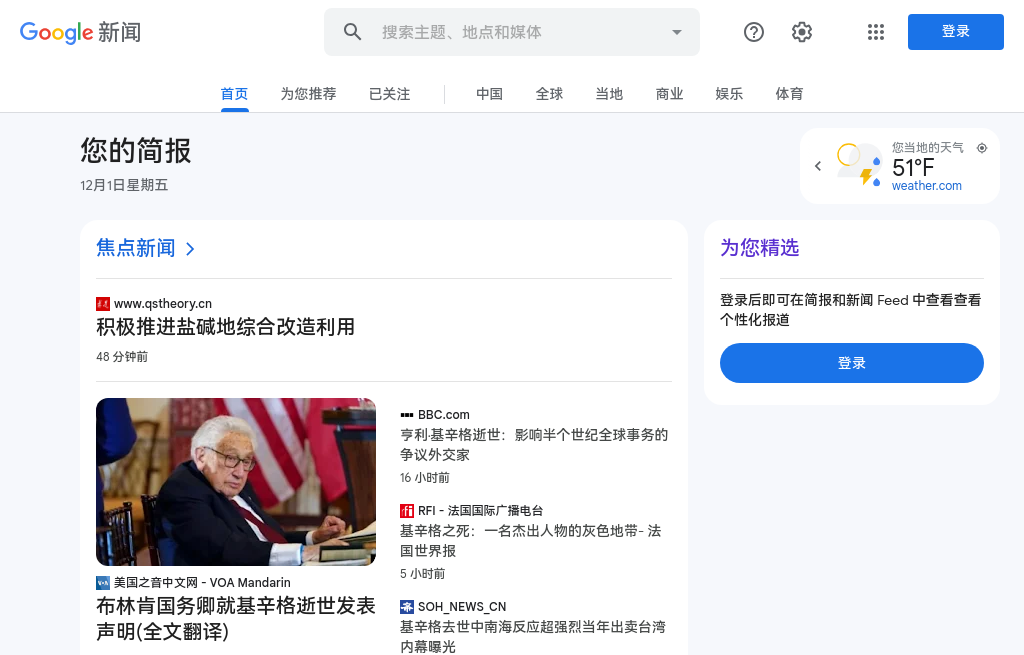 Google 新闻
搜索主题、地点和媒体
登录
首页
为您推荐
已关注
中国
全球
当地
商业
娱乐
体育
您的简报
12月1日星期五
您当地的天气
51°F
weather.com
焦点新闻
www.qstheory.cn
积极推进盐碱地综合改造利用
48 分钟前
美国之音中文网 - VOA Mandarin
布林肯国务卿就基辛格逝世发表
声明(全文翻译)
BBC.com
亨利·基辛格逝世：影响半个世纪全球事务的
争议外交家
16 小时前
RFI - 法国国际广播电台
基辛格之死：一名杰出人物的灰色地带- 法
国世界报
5 小时前
SOH_NEWS_CN
基辛格去世中南海反应超强烈当年出卖台湾
内幕曝光
为您精选
登录后即可在简报和新闻 Feed 中查看查看
个性化报道
登录